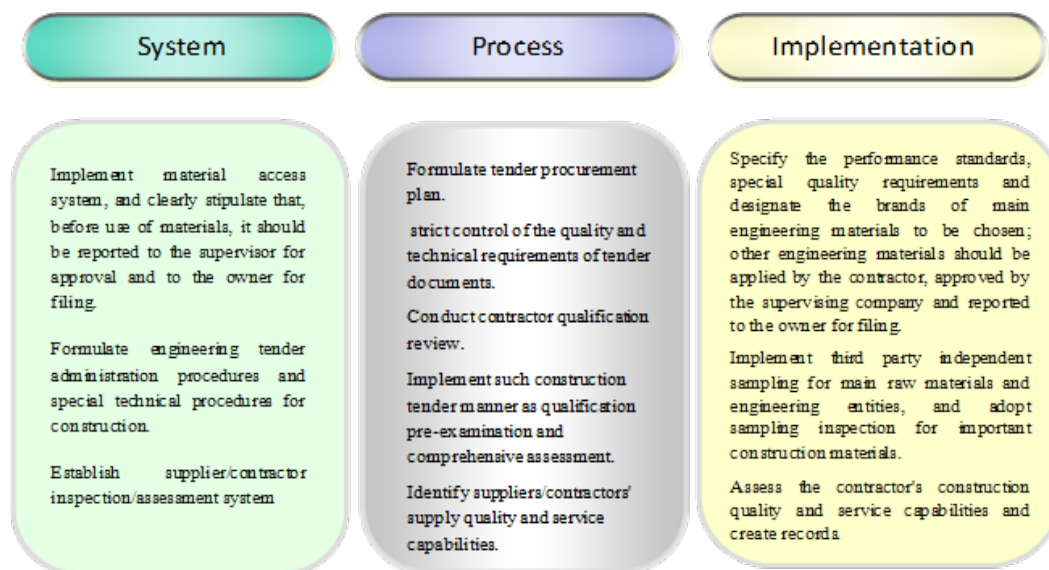 System
Process
Implementation
Implement material access
system, and clearly stipulate that,
before use of materials, it should
be reported to the supervisor for
approval and to the owner for
filing.
Formulate engineering tender
administration procedures and
special technical procedures for
construction.
Establish supplier/contractor
inspection/assessment system
Formulate tender procurement
plan.
strict control of the quality and
technical requirements of tender
documents.
Conduct contractor qualification
review.
Implement such construction
tender manner as qualification
pre-examination and
comprehensive assessment.
Identify suppliers/contractors'
supply quality and service
capabilities.
Specify the performance standards,
special quality requirements and
designate the brands of main
engineering materials to be chosen;
other engineering materials should be
applied by the contractor, approved by
the supervising company and reported
to the owner for filing.
Implement third party independent
sampling for main raw materials and
engineering entities, and adopt
sampling inspection for important
construction materials.
Assess the contractor's construction
quality and service capabilities and
create records.